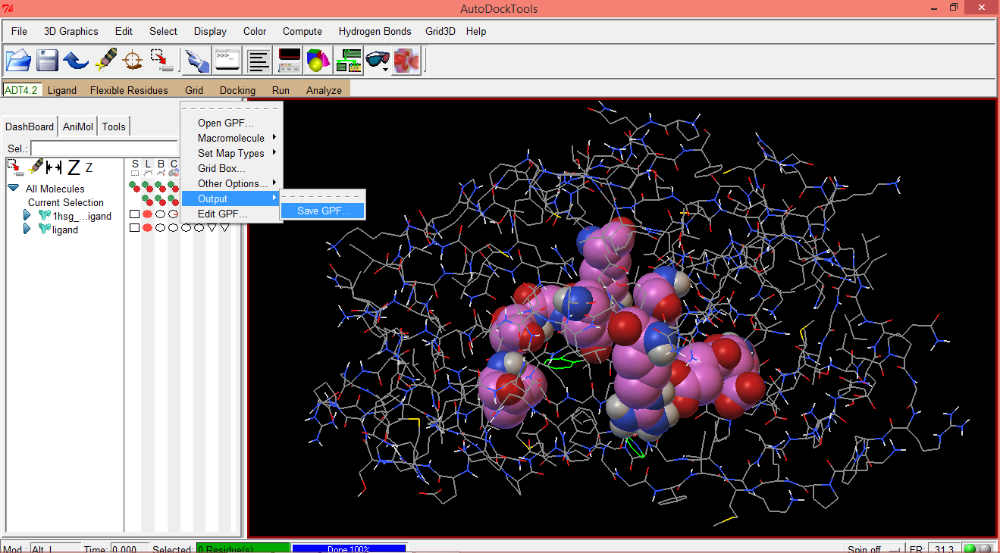 AutoDockTools
File 3D Graphics Edit Select Display Color Compute Hydrogen Bonds Grid3D Help
>>>_
ADT4.2 Ligand Flexible Residues Grid Docking Run Analyze
DashBoard AniMol Tools
Sel.:
S L B C
Z Z
All Molecules
Current Selection
1hsg_...igand
ligand
Open GPF...
Macromolecule
Set Map Types
Grid Box...
Other Options...
Output
Edit GPF...
Save GPF...
Mod.: Time: 0.000 Selected: 0 Residue(s) Done 100% Spin off FR: 31.3